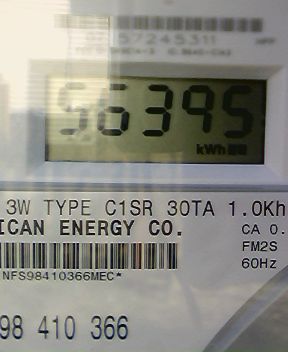 57245311
56395
kWh
3W TYPE C1SR 30TA 1.0Kh
ICAN ENERGY CO.
CA 0.
FM2S
60Hz
NFS98410366MEC*
98 410 366